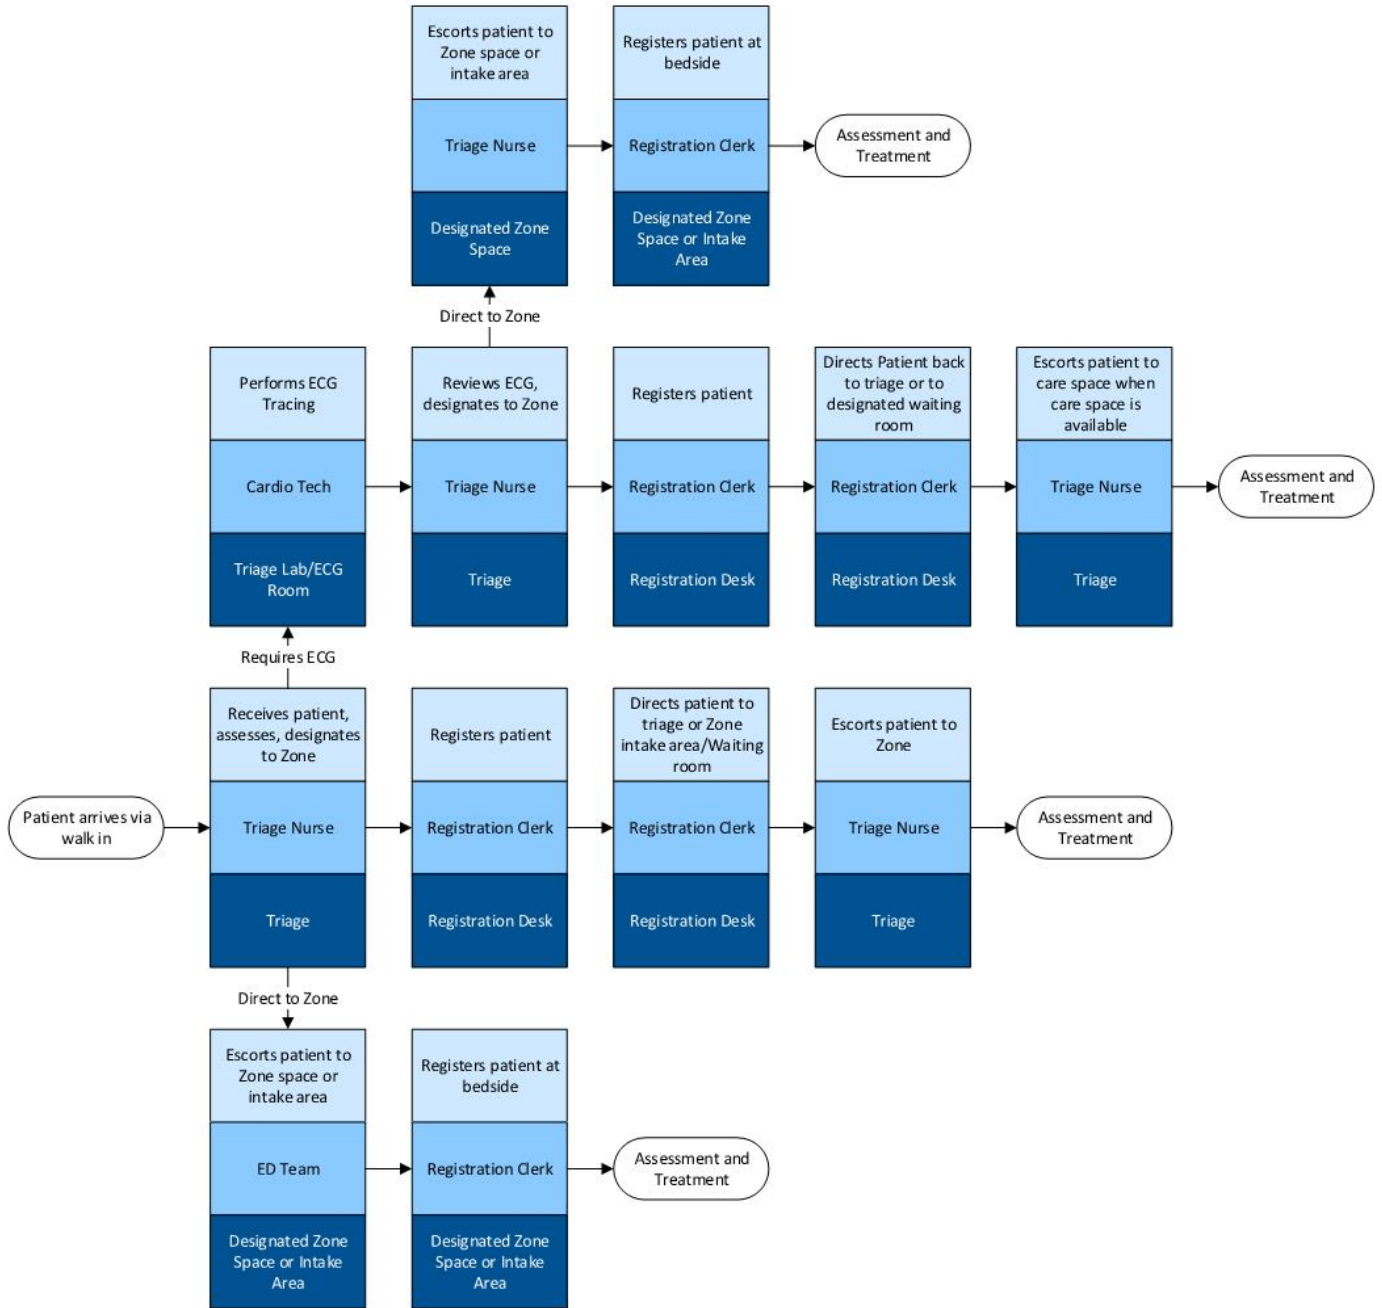 Escorts patient to
Zone space or
intake area
Triage Nurse
Designated Zone
Space
Registers patient at
bedside
Registration Clerk
Designated Zone
Space or Intake
Area
Assessment and
Treatment
Direct to Zone
Performs ECG
Tracing
Cardio Tech
Triage Lab/ECG
Room
Reviews ECG,
designates to Zone
Triage Nurse
Triage
Registers patient
Registration Clerk
Registration Desk
Directs Patient back
to triage or to
designated waiting
room
Registration Clerk
Registration Desk
Escorts patient to
care space when
care space is
available
Triage Nurse
Triage
Assessment and
Treatment
Requires ECG
Patient arrives via
walk in
Receives patient,
assesses, designates
to Zone
Triage Nurse
Triage
Registers patient
Registration Clerk
Registration Desk
Directs patient to
triage or Zone
intake area/Waiting
room
Registration Clerk
Registration Desk
Escorts patient to
Zone
Triage Nurse
Triage
Assessment and
Treatment
Direct to Zone
Escorts patient to
Zone space or
intake area
ED Team
Designated Zone
Space or Intake
Area
Registers patient at
bedside
Registration Clerk
Designated Zone
Space or Intake
Area
Assessment and
Treatment